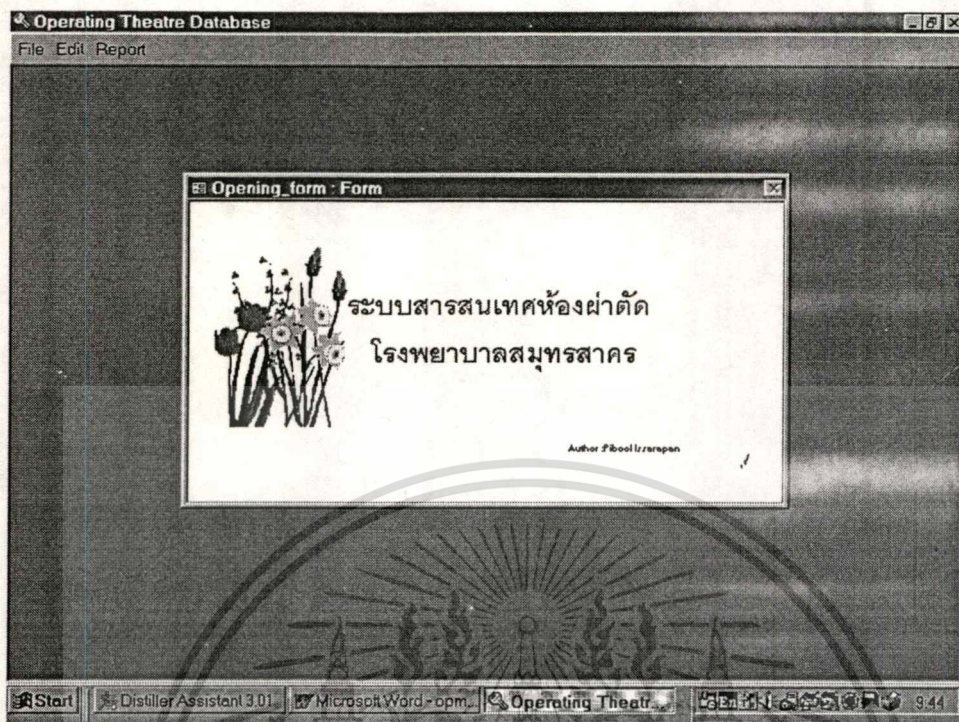 Operating Theatre Database
File Edit Report
Opening_form : Form
ระบบสารสนเทศห้องผ่าตัด
โรงพยาบาลสมุทรสาคร
Author :Pibool Issarapan
Start Distiller Assistant 3.01 Microsoft Word - opm... Operating Theatr... En 9:44